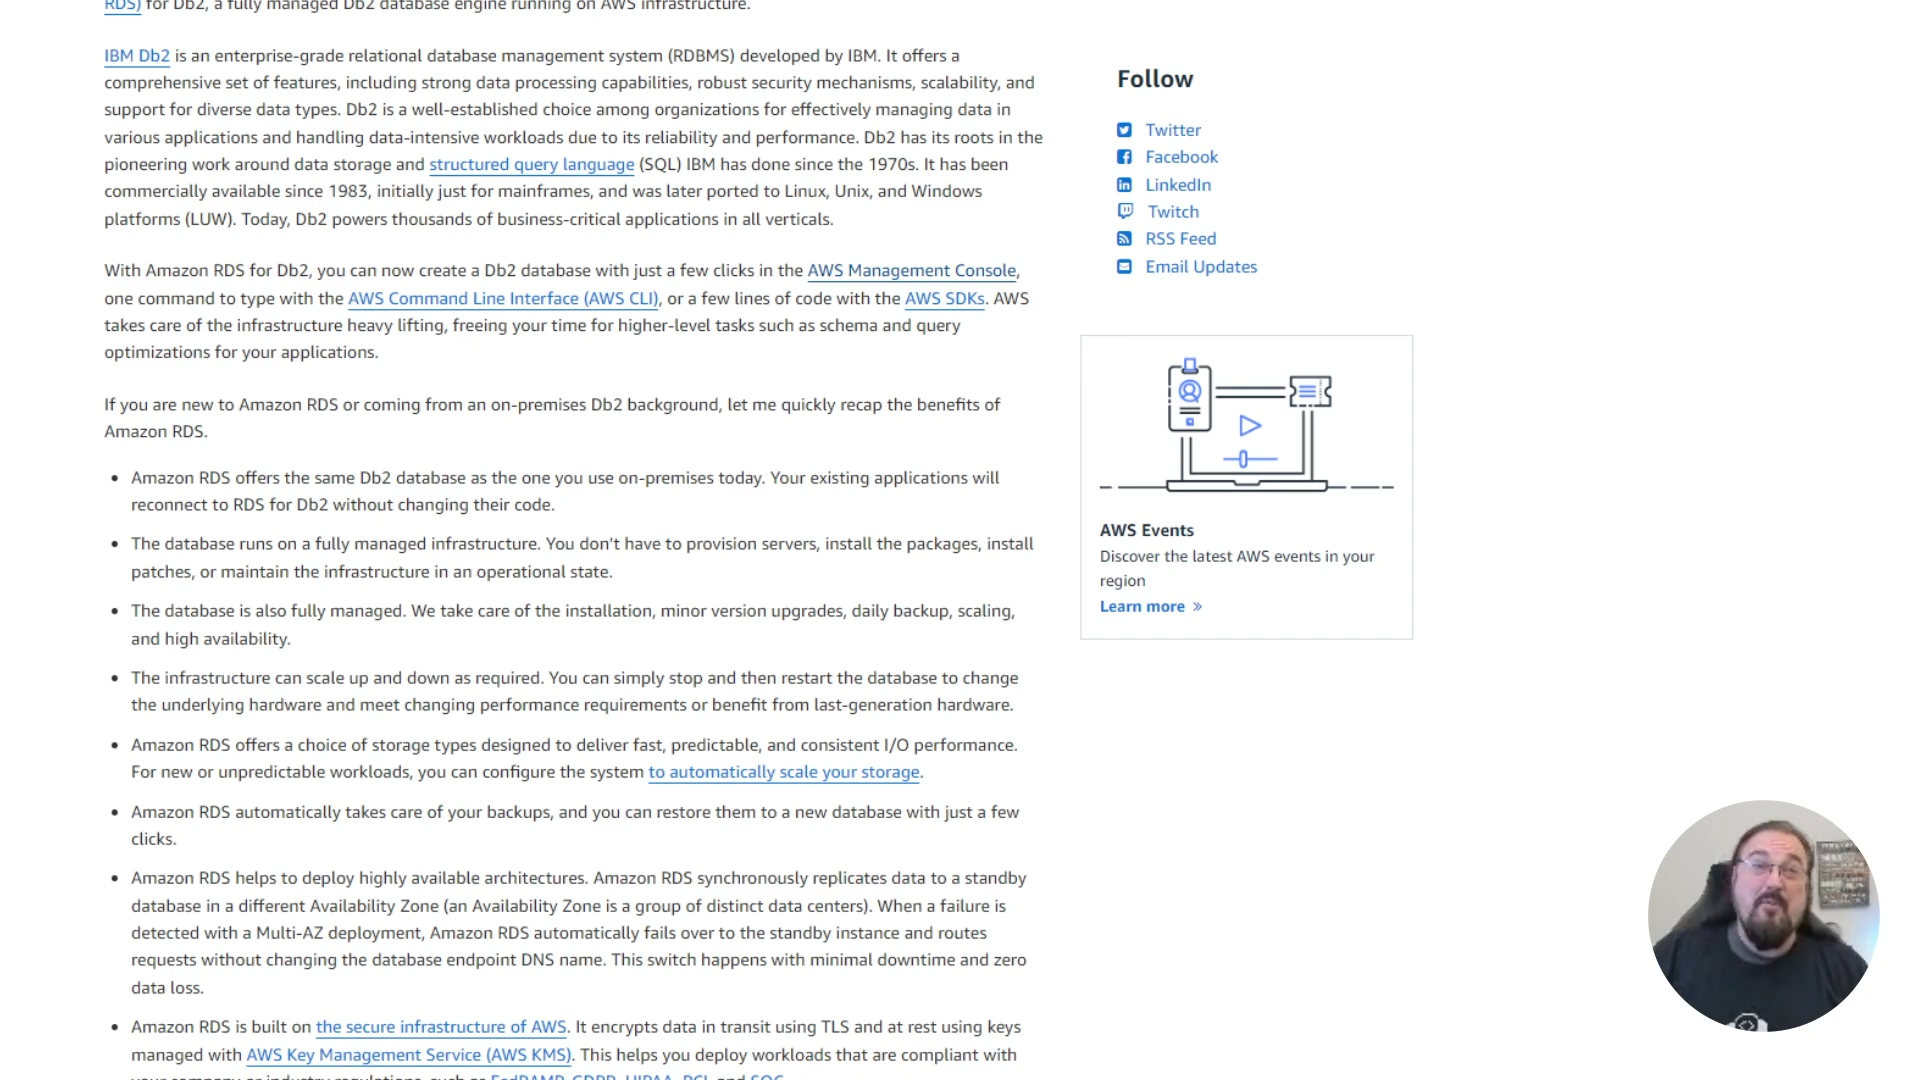 RDS) for Db2, a fully managed Db2 database engine running on AWS infrastructure.
IBM Db2 is an enterprise-grade relational database management system (RDBMS) developed by IBM. It offers a
comprehensive set of features, including strong data processing capabilities, robust security mechanisms, scalability, and
support for diverse data types. Db2 is a well-established choice among organizations for effectively managing data in
various applications and handling data-intensive workloads due to its reliability and performance. Db2 has its roots in the
pioneering work around data storage and structured query language (SQL) IBM has done since the 1970s. It has been
commercially available since 1983, initially just for mainframes, and was later ported to Linux, Unix, and Windows
platforms (LUW). Today, Db2 powers thousands of business-critical applications in all verticals.
With Amazon RDS for Db2, you can now create a Db2 database with just a few clicks in the AWS Management Console,
one command to type with the AWS Command Line Interface (AWS CLI), or a few lines of code with the AWS SDKs. AWS
takes care of the infrastructure heavy lifting, freeing your time for higher-level tasks such as schema and query
optimizations for your applications.
If you are new to Amazon RDS or coming from an on-premises Db2 background, let me quickly recap the benefits of
Amazon RDS.
• Amazon RDS offers the same Db2 database as the one you use on-premises today. Your existing applications will
reconnect to RDS for Db2 without changing their code.
• The database runs on a fully managed infrastructure. You don’t have to provision servers, install the packages, install
patches, or maintain the infrastructure in an operational state.
• The database is also fully managed. We take care of the installation, minor version upgrades, daily backup, scaling,
and high availability.
• The infrastructure can scale up and down as required. You can simply stop and then restart the database to change
the underlying hardware and meet changing performance requirements or benefit from last-generation hardware.
• Amazon RDS offers a choice of storage types designed to deliver fast, predictable, and consistent I/O performance.
For new or unpredictable workloads, you can configure the system to automatically scale your storage.
• Amazon RDS automatically takes care of your backups, and you can restore them to a new database with just a few
clicks.
• Amazon RDS helps to deploy highly available architectures. Amazon RDS synchronously replicates data to a standby
database in a different Availability Zone (an Availability Zone is a group of distinct data centers). When a failure is
detected with a Multi-AZ deployment, Amazon RDS automatically fails over to the standby instance and routes
requests without changing the database endpoint DNS name. This switch happens with minimal downtime and zero
data loss.
• Amazon RDS is built on the secure infrastructure of AWS. It encrypts data in transit using TLS and at rest using keys
managed with AWS Key Management Service (AWS KMS). This helps you deploy workloads that are compliant with
your company or industry regulations, such as FedRAMP, GDPR, HIPAA, PCI, and SOC.
Follow
Twitter
Facebook
LinkedIn
Twitch
RSS Feed
Email Updates
AWS Events
Discover the latest AWS events in your
region
Learn more »